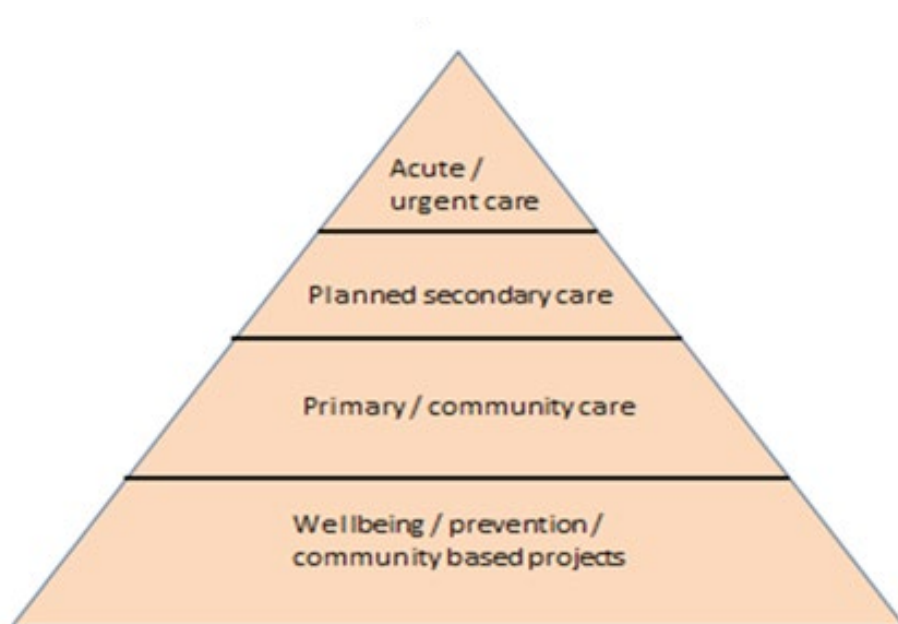 Acute /
urgent care
Planned secondary care
Primary / community care
Wellbeing / prevention /
community based projects